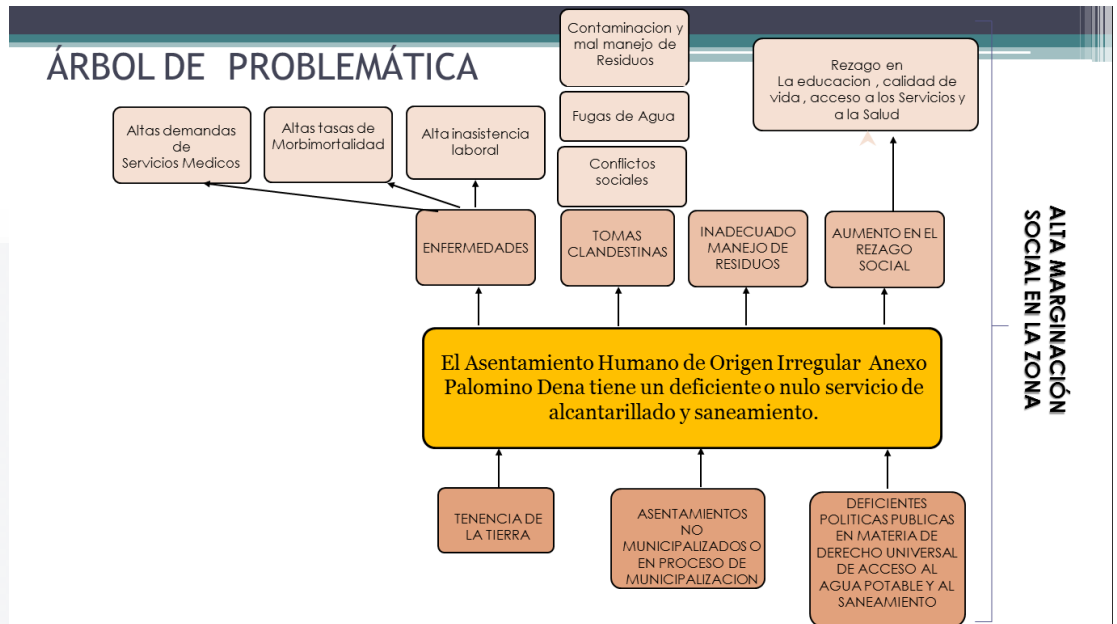 ÁRBOL DE PROBLEMÁTICA
Contaminacion y
mal manejo de
Residuos
Rezago en
La educacion , calidad de
vida , acceso a los Servicios y
a la Salud
Altas demandas
de
Servicios Medicos
Altas tasas de
Morbimortalidad
Alta inasistencia
laboral
Fugas de Agua
Conflictos
sociales
ENFERMEDADES
TOMAS
CLANDESTINAS
INADECUADO
MANEJO DE
RESIDUOS
AUMENTO EN EL
REZAGO
SOCIAL
El Asentamiento Humano de Origen Irregular Anexo
Palomino Dena tiene un deficiente o nulo servicio de
alcantarillado y saneamiento.
TENENCIA DE
LA TIERRA
ASENTAMIENTOS
NO
MUNICIPALIZADOS O
EN PROCESO DE
MUNICIPALIZACION
DEFICIENTES
POLITICAS PUBLICAS
EN MATERIA DE
DERECHO UNIVERSAL
DE ACCESO AL
AGUA POTABLE Y AL
SANEAMIENTO
ALTA MARGINACIÓN
SOCIAL EN LA ZONA